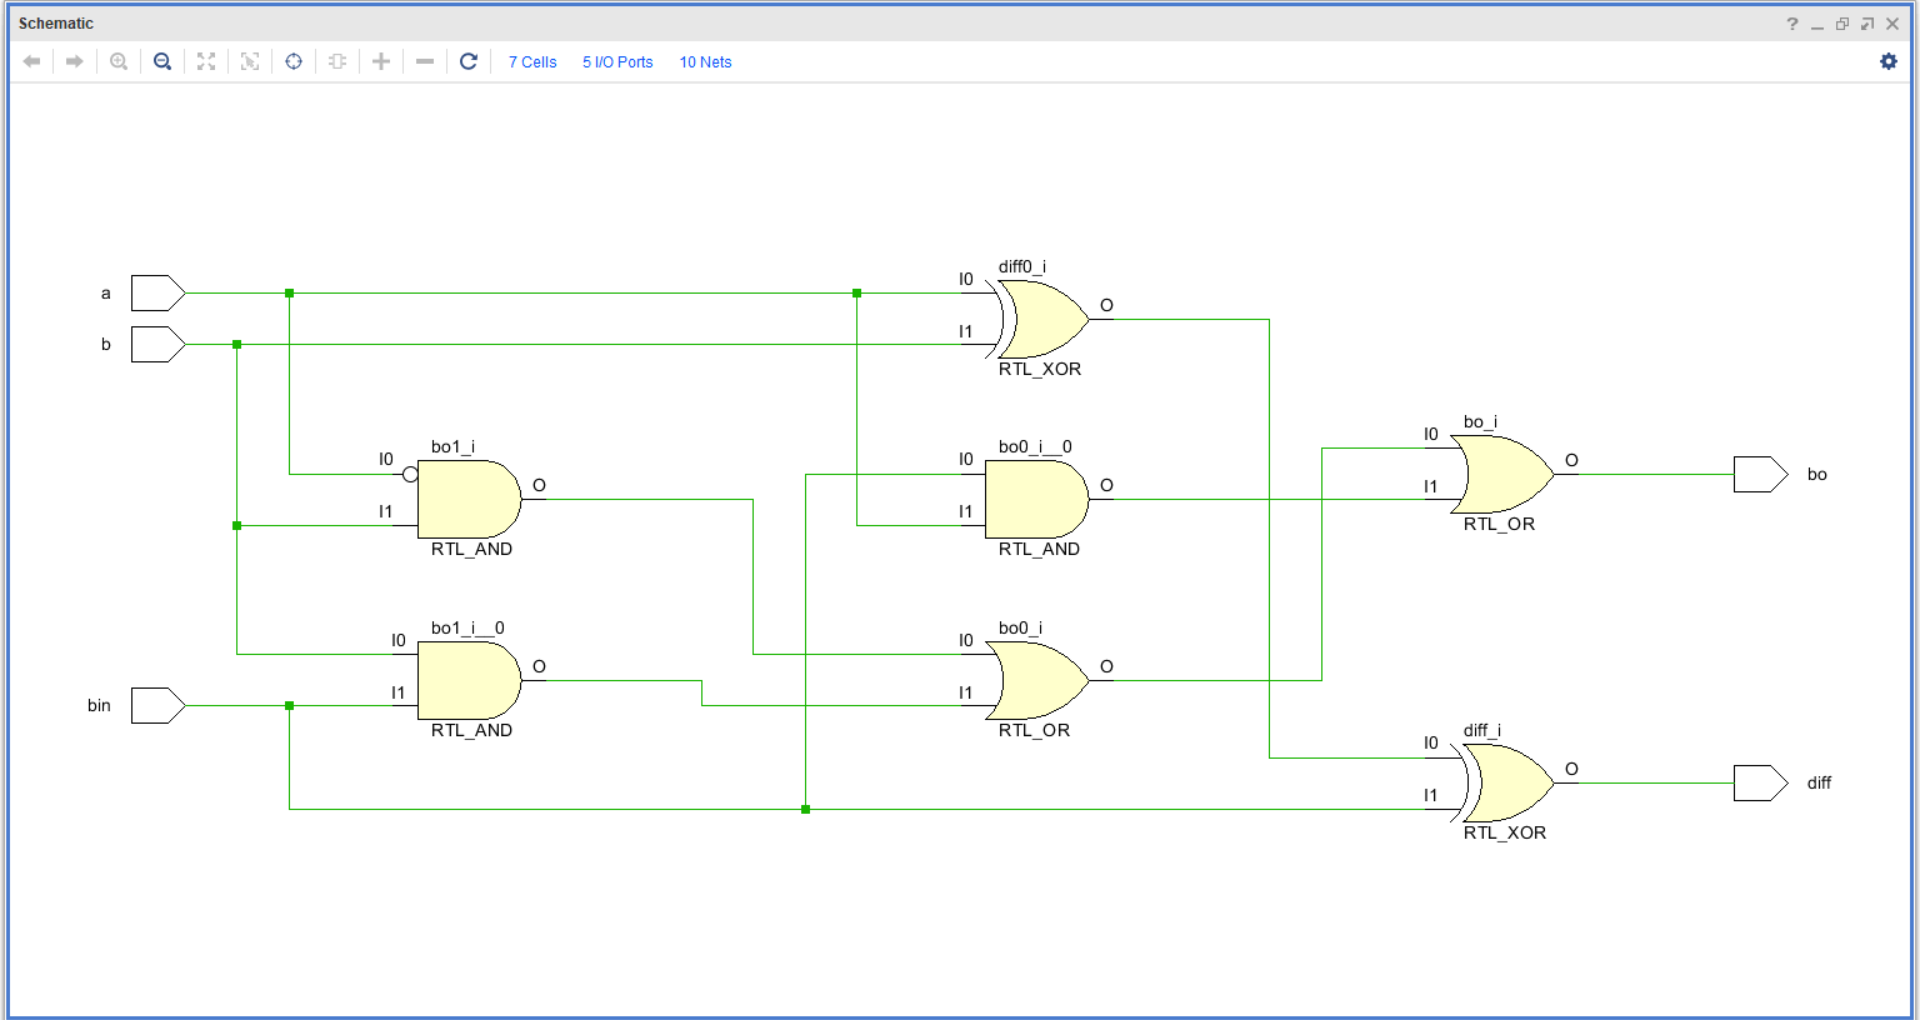 Schematic
?
7 Cells 5 I/O Ports 10 Nets
diff0_i
a I0 O
I1
b
RTL_XOR
bo_i
I0 O
I1
bo
RTL_OR
bo1_i
I0 O
I1
RTL_AND
bo0_i__0
I0 O
I1
RTL_AND
bo1_i__0
I0 O
I1
bin
RTL_AND
bo0_i
I0 O
I1
RTL_OR
diff_i
I0 O
I1
diff
RTL_XOR